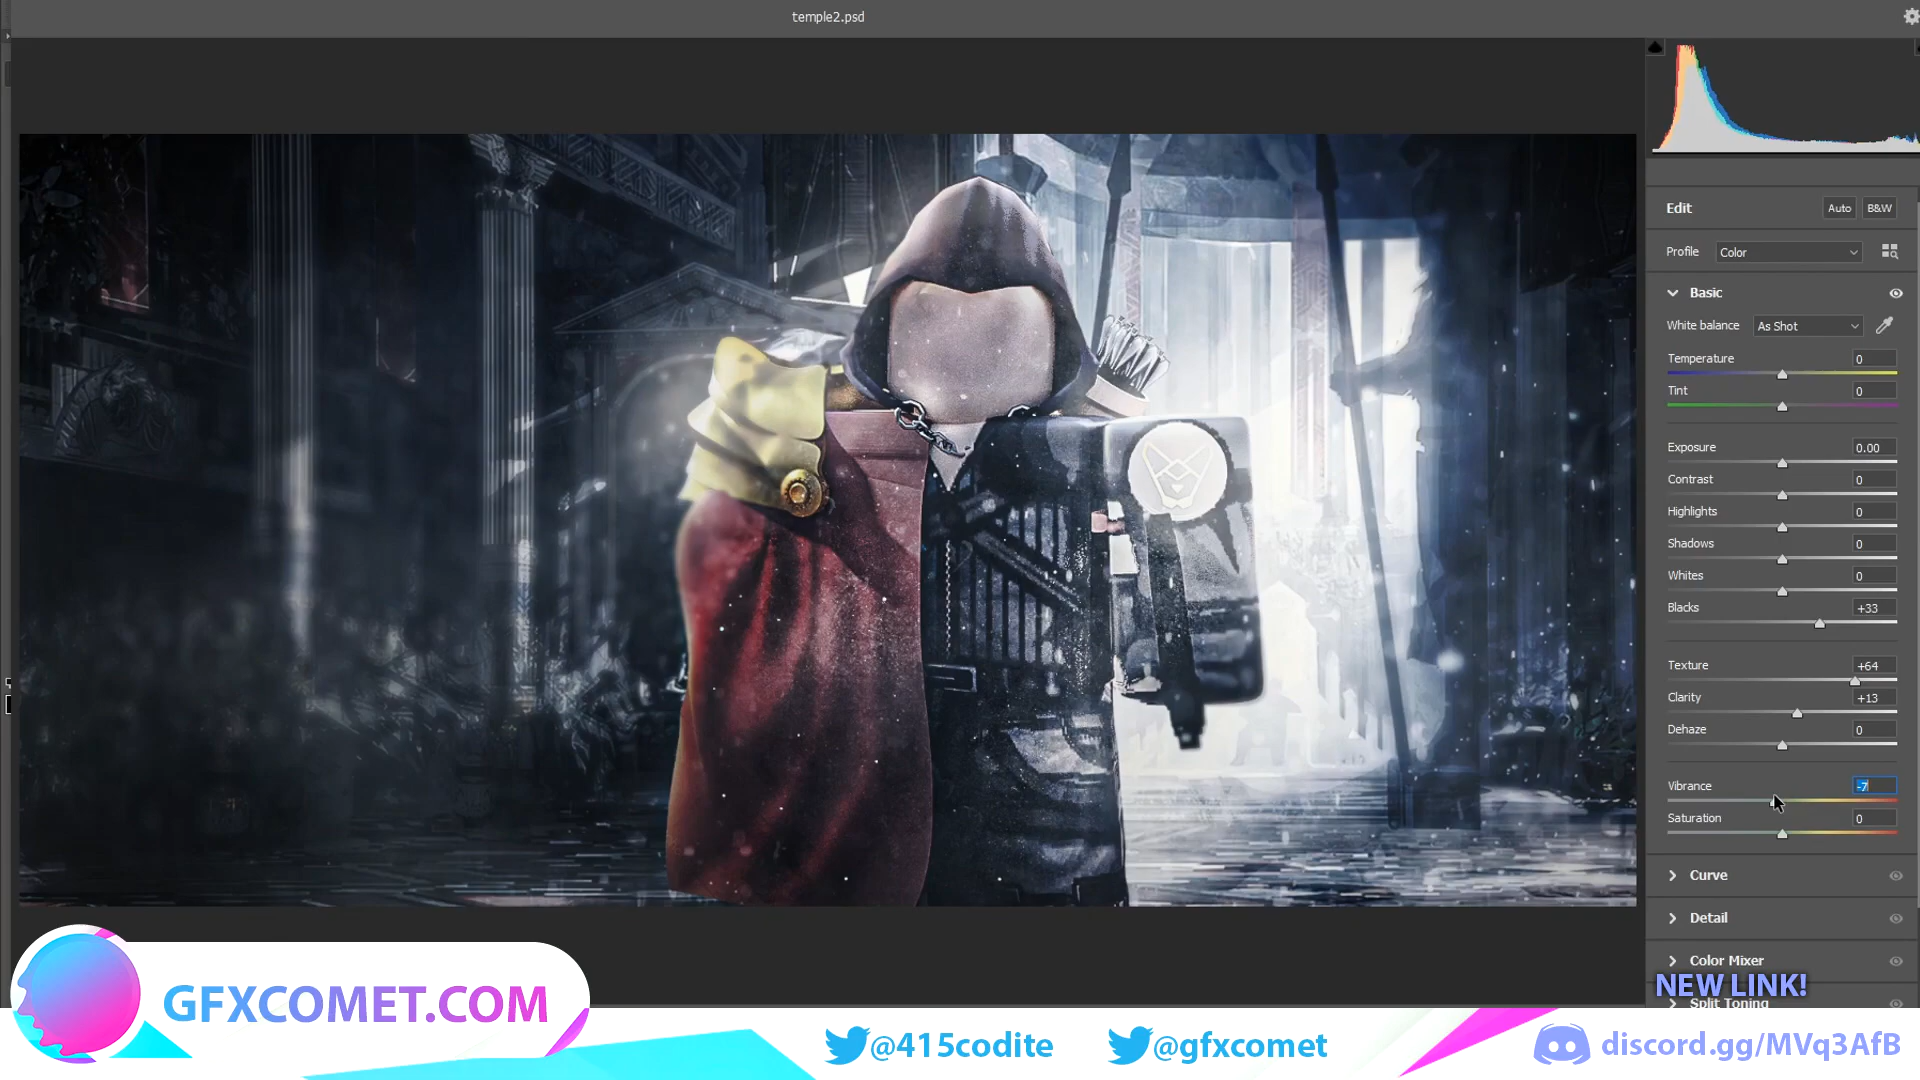 temple2.psd
Edit
Auto
B&W
Profile
Color
Basic
White balance
As Shot
Temperature
0
Tint
0
Exposure
0.00
Contrast
0
Highlights
0
Shadows
0
Whites
0
Blacks
+33
Texture
+64
Clarity
+13
Dehaze
0
Vibrance
-7
Saturation
0
Curve
Detail
Color Mixer
NEW LINK!
Split Toning
GFXCOMET.COM
@415codite
@gfxcomet
discord.gg/MVq3AfB